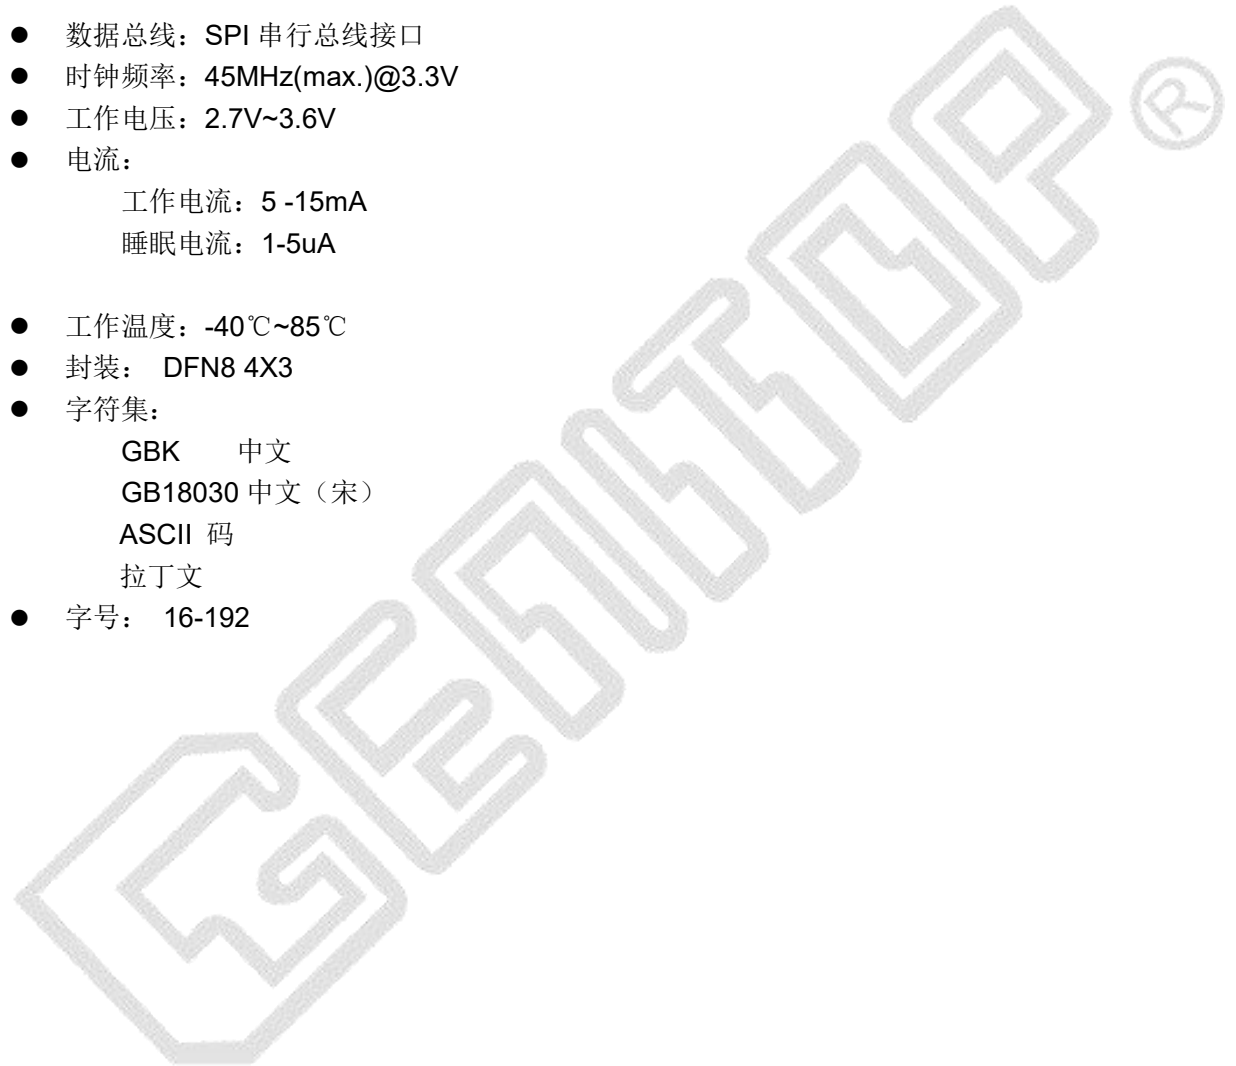 ● 数据总线：SPI 串行总线接口
● 时钟频率：45MHz(max.)@3.3V
● 工作电压：2.7V~3.6V
● 电流：
工作电流：5 -15mA
睡眠电流：1-5uA
● 工作温度：-40℃~85℃
● 封装： DFN8 4X3
● 字符集：
GBK 中文
GB18030 中文（宋）
ASCII 码
拉丁文
● 字号： 16-192
GENITOP®